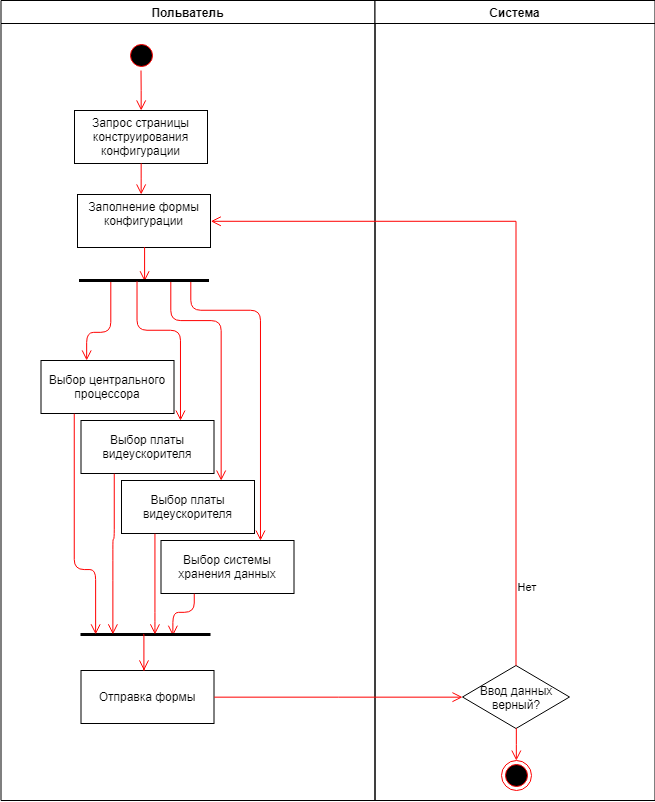 Польватель
Система
Запрос страницы
конструирования
конфигурации
Заполнение формы
конфигурации
Выбор центрального
процессора
Выбор платы
видеускорителя
Выбор платы
видеускорителя
Выбор системы
хранения данных
Нет
Отправка формы
Ввод данных
верный?